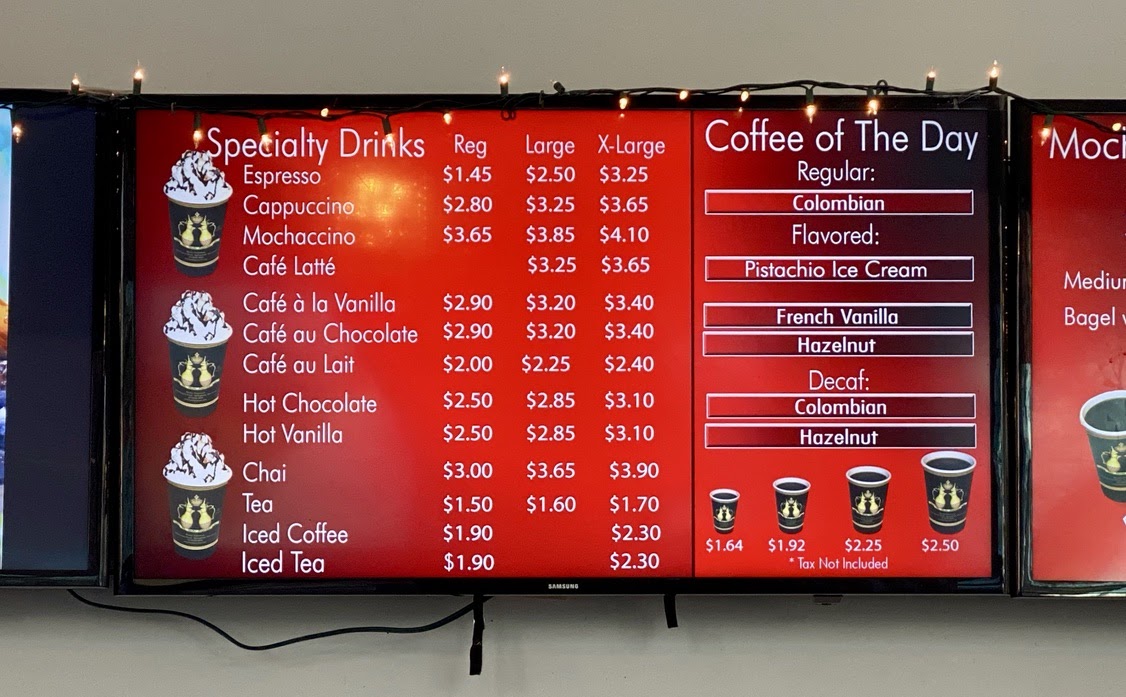 Specialty Drinks Reg Large X-Large
Espresso $1.45 $2.50 $3.25
Cappuccino $2.80 $3.25 $3.65
Mochaccino $3.65 $3.85 $4.10
Café Latté $3.25 $3.65
Café à la Vanilla $2.90 $3.20 $3.40
Café au Chocolate $2.90 $3.20 $3.40
Café au Lait $2.00 $2.25 $2.40
Hot Chocolate $2.50 $2.85 $3.10
Hot Vanilla $2.50 $2.85 $3.10
Chai $3.00 $3.65 $3.90
Tea $1.50 $1.60 $1.70
Iced Coffee $1.90 $2.30
Iced Tea $1.90 $2.30
Coffee of The Day
Regular:
Colombian
Flavored:
Pistachio Ice Cream
French Vanilla
Hazelnut
Decaf:
Colombian
Hazelnut
$1.64 $1.92 $2.25 $2.50
* Tax Not Included
SAMSUNG
Bagel